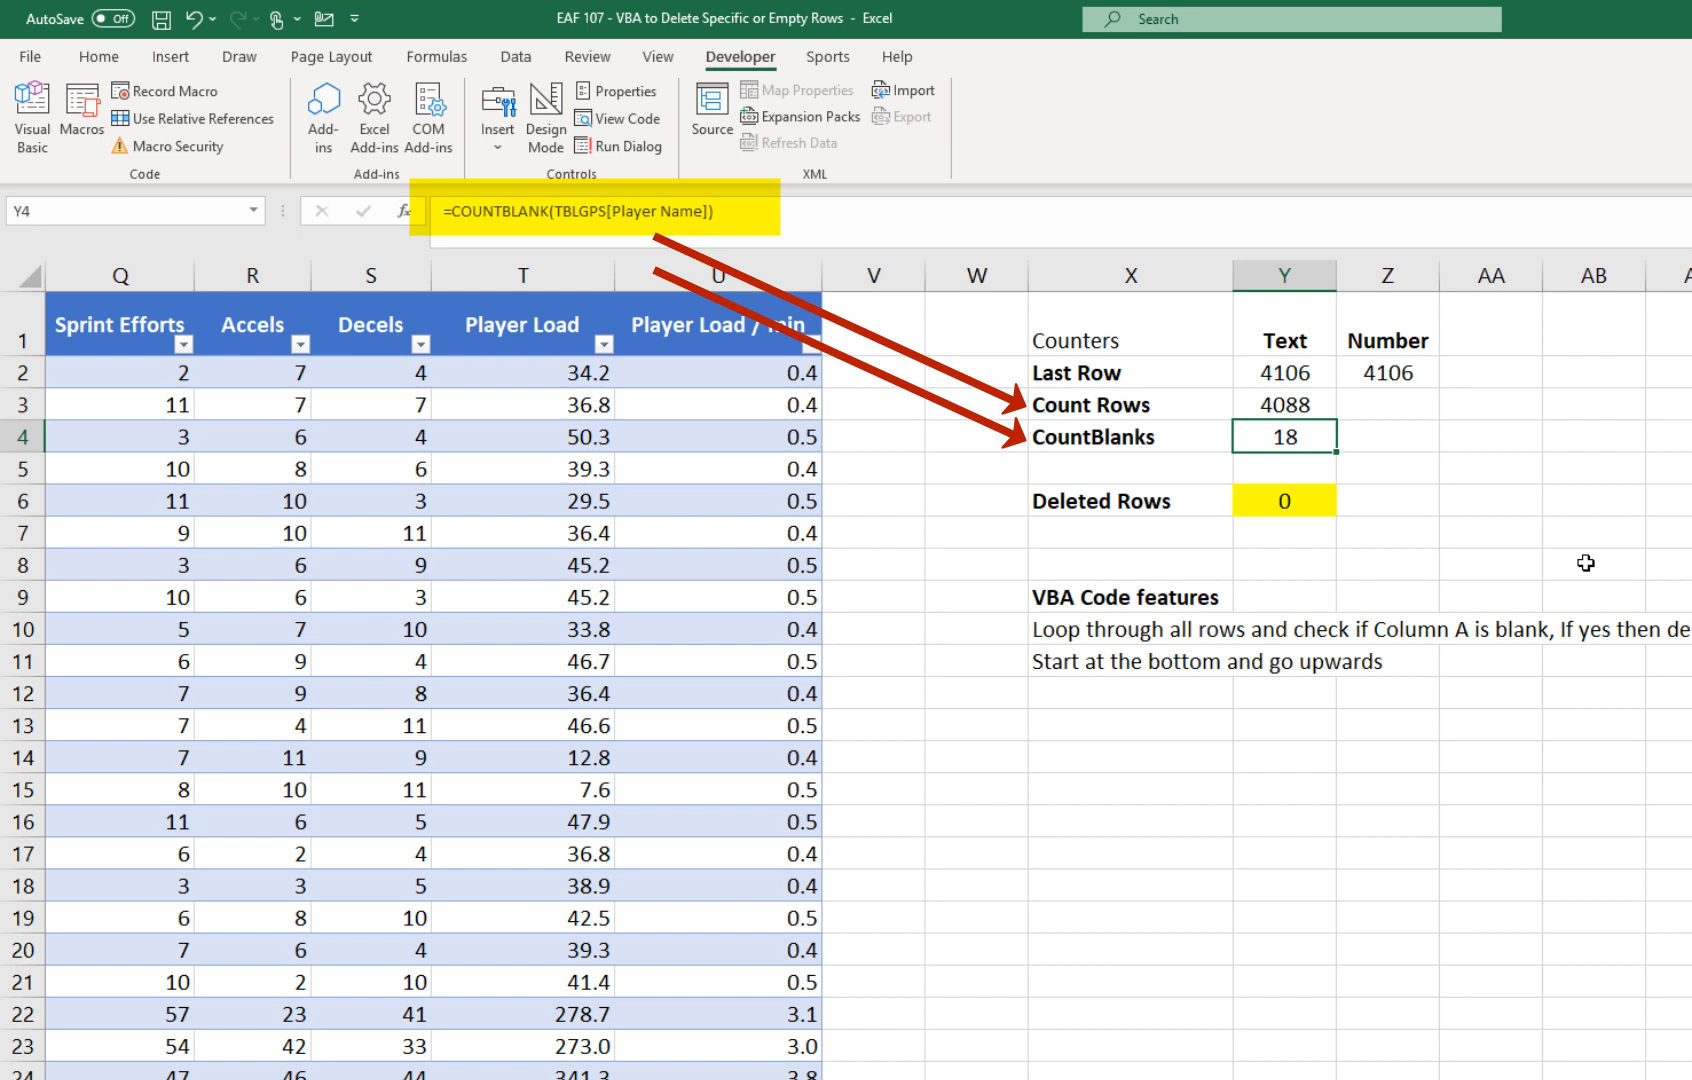 AutoSave Off EAF 107 - VBA to Delete Specific or Empty Rows - Excel Search
File Home Insert Draw Page Layout Formulas Data Review View Developer Sports Help
Visual Basic
Macros
Record Macro
Use Relative References
Macro Security
Code
Add-ins
Excel Add-ins
COM Add-ins
Add-ins
Insert
Design Mode
Properties
View Code
Run Dialog
Controls
Source
Map Properties
Expansion Packs
Refresh Data
Import
Export
XML
Y4 fx =COUNTBLANK(TBLGPS[Player Name])
Q R S T U V W X Y Z AA AB
1 Sprint Efforts Accels Decels Player Load Player Load / min Counters Text Number
2 2 7 4 34.2 0.4 Last Row 4106 4106
3 11 7 7 36.8 0.4 Count Rows 4088
4 3 6 4 50.3 0.5 CountBlanks 18
5 10 8 6 39.3 0.4
6 11 10 3 29.5 0.5 Deleted Rows 0
7 9 10 11 36.4 0.4
8 3 6 9 45.2 0.5
9 10 6 3 45.2 0.5 VBA Code features
10 5 7 10 33.8 0.4 Loop through all rows and check if Column A is blank, If yes then de
11 6 9 4 46.7 0.5 Start at the bottom and go upwards
12 7 9 8 36.4 0.4
13 7 4 11 46.6 0.5
14 7 11 9 12.8 0.4
15 8 10 11 7.6 0.5
16 11 6 5 47.9 0.5
17 6 2 4 36.8 0.4
18 3 3 5 38.9 0.4
19 6 8 10 42.5 0.5
20 7 6 4 39.3 0.4
21 10 2 10 41.4 0.5
22 57 23 41 278.7 3.1
23 54 42 33 273.0 3.0
24 47 46 44 341.3 3.8